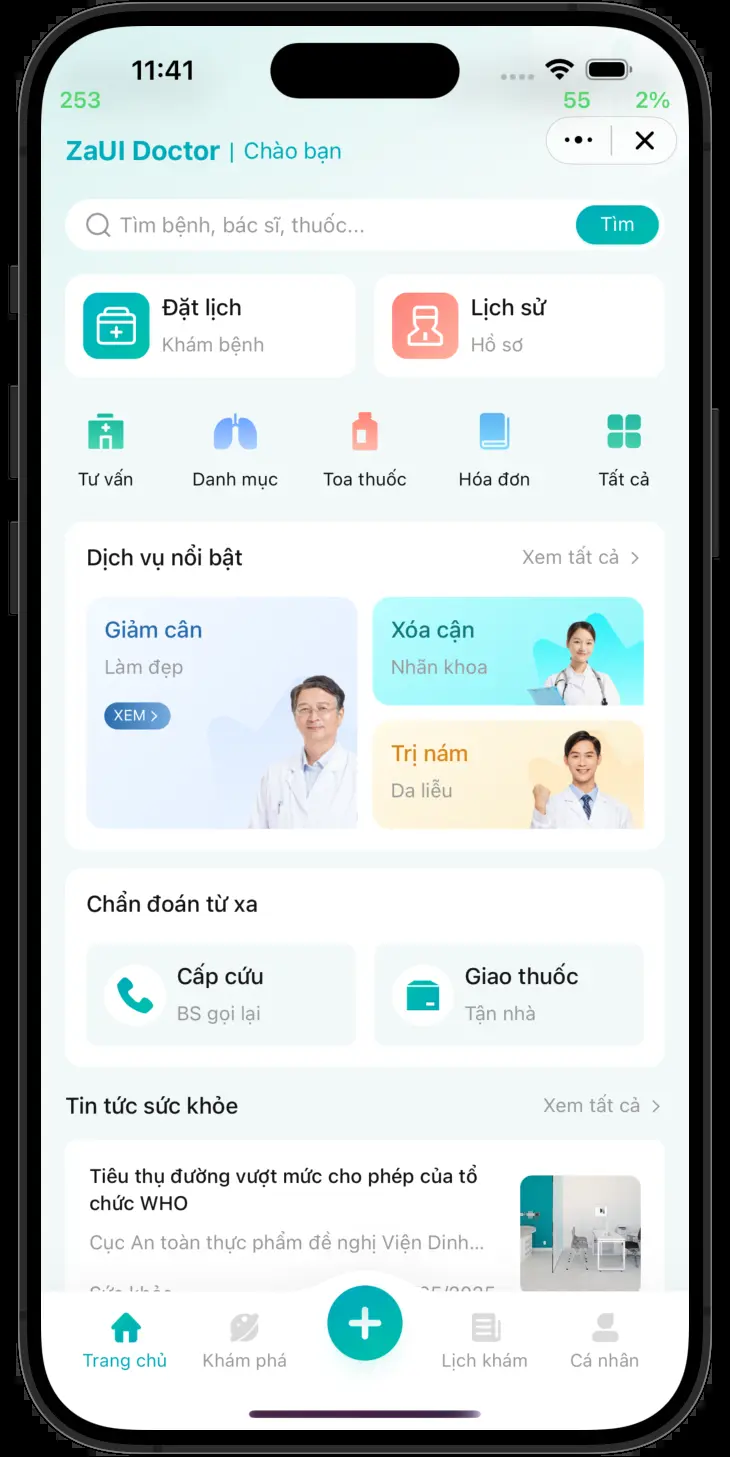 11:41
253 55 2%
ZaUI Doctor | Chào bạn
Tìm bệnh, bác sĩ, thuốc... Tìm
Đặt lịch
Khám bệnh
Lịch sử
Hồ sơ
Tư vấn Danh mục Toa thuốc Hóa đơn Tất cả
Dịch vụ nổi bật Xem tất cả
Giảm cân
Làm đẹp
XEM
Xóa cận
Nhãn khoa
Trị nám
Da liễu
Chẩn đoán từ xa
Cấp cứu
BS gọi lại
Giao thuốc
Tận nhà
Tin tức sức khỏe Xem tất cả
Tiêu thụ đường vượt mức cho phép của tổ
chức WHO
Cục An toàn thực phẩm đề nghị Viện Dinh...
Trang chủ Khám phá Lịch khám Cá nhân